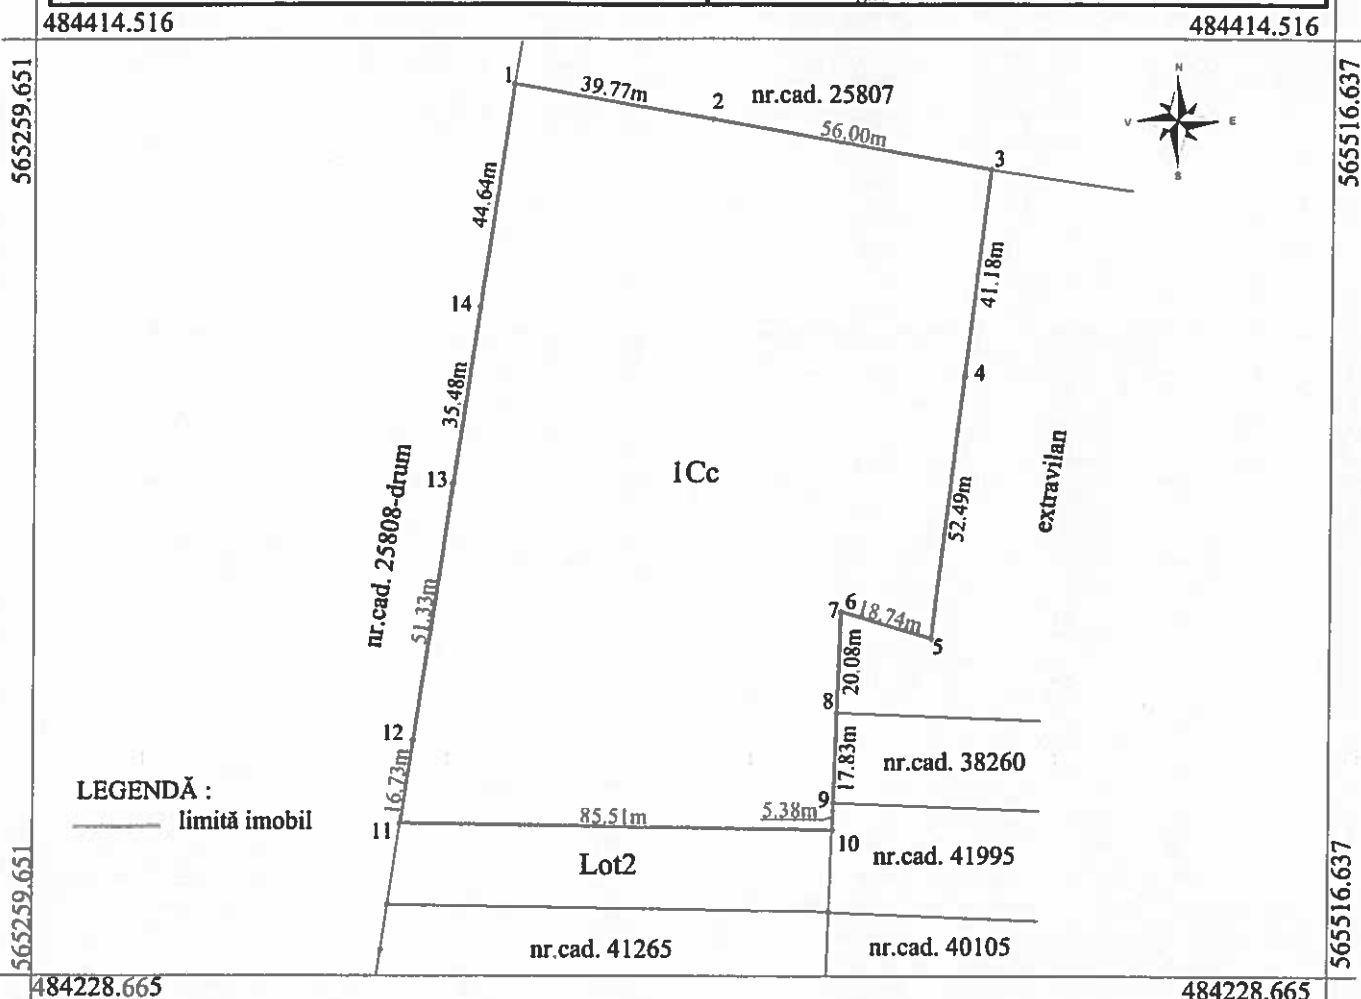 484414.516
484414.516
565259.651
565516.637
N
V
E
S
1
39.77m
2
nr.cad. 25807
56.00m
3
44.64m
41.18m
14
4
35.48m
13
1Cc
nr.cad. 25808-drum
52.49m
extravilan
51.33m
7
6
18.74m
5
20.08m
8
12
17.83m
nr.cad. 38260
LEGENDĂ :
limită imobil
16.73m
9
5.38m
85.51m
11
10
nr.cad. 41995
Lot2
565259.651
565516.637
nr.cad. 41265
nr.cad. 40105
484228.665
484228.665